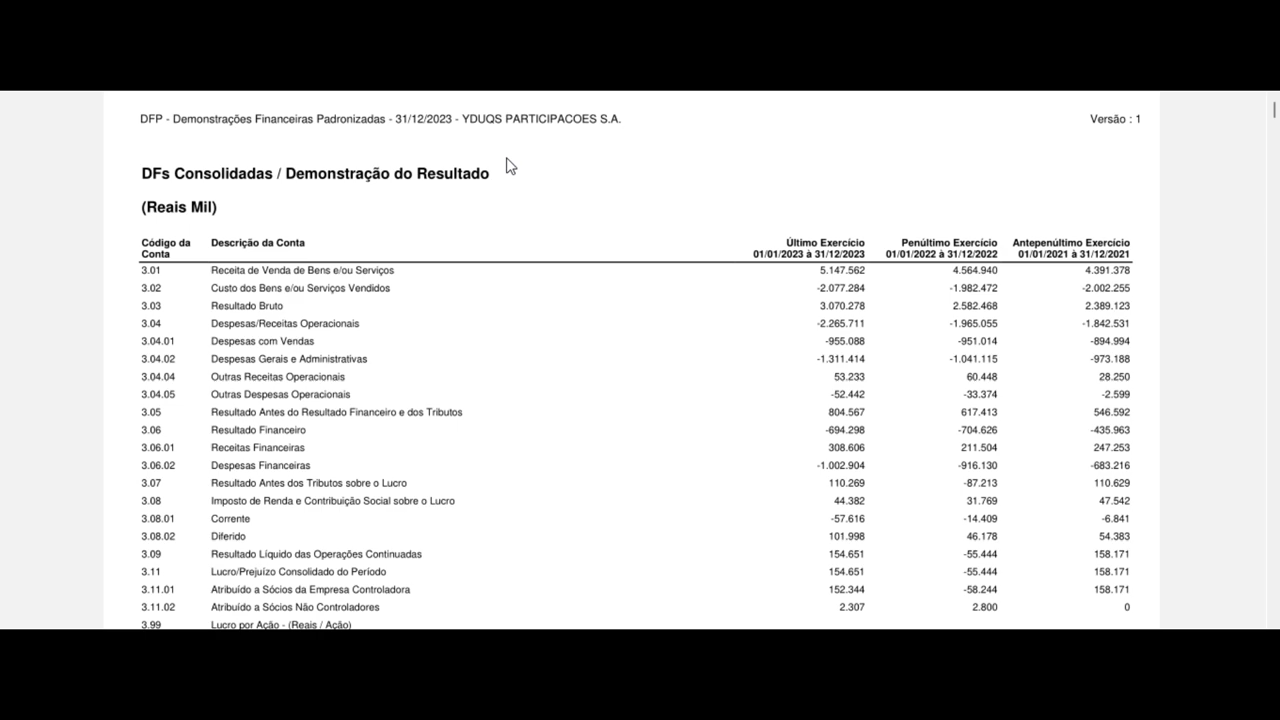 DFP - Demonstrações Financeiras Padronizadas - 31/12/2023 - YDUQS PARTICIPACOES S.A. Versão : 1
DFs Consolidadas / Demonstração do Resultado
(Reais Mil)
Código da Conta Descrição da Conta Último Exercício 01/01/2023 à 31/12/2023 Penúltimo Exercício 01/01/2022 à 31/12/2022 Antepenúltimo Exercício 01/01/2021 à 31/12/2021
3.01 Receita de Venda de Bens e/ou Serviços 5.147.562 4.564.940 4.391.378
3.02 Custo dos Bens e/ou Serviços Vendidos -2.077.284 -1.982.472 -2.002.255
3.03 Resultado Bruto 3.070.278 2.582.468 2.389.123
3.04 Despesas/Receitas Operacionais -2.265.711 -1.965.055 -1.842.531
3.04.01 Despesas com Vendas -955.088 -951.014 -894.994
3.04.02 Despesas Gerais e Administrativas -1.311.414 -1.041.115 -973.188
3.04.04 Outras Receitas Operacionais 53.233 60.448 28.250
3.04.05 Outras Despesas Operacionais -52.442 -33.374 -2.599
3.05 Resultado Antes do Resultado Financeiro e dos Tributos 804.567 617.413 546.592
3.06 Resultado Financeiro -694.298 -704.626 -435.963
3.06.01 Receitas Financeiras 308.606 211.504 247.253
3.06.02 Despesas Financeiras -1.002.904 -916.130 -683.216
3.07 Resultado Antes dos Tributos sobre o Lucro 110.269 -87.213 110.629
3.08 Imposto de Renda e Contribuição Social sobre o Lucro 44.382 31.769 47.542
3.08.01 Corrente -57.616 -14.409 -6.841
3.08.02 Diferido 101.998 46.178 54.383
3.09 Resultado Líquido das Operações Continuadas 154.651 -55.444 158.171
3.11 Lucro/Prejuízo Consolidado do Período 154.651 -55.444 158.171
3.11.01 Atribuído a Sócios da Empresa Controladora 152.344 -58.244 158.171
3.11.02 Atribuído a Sócios Não Controladores 2.307 2.800 0
3.99 Lucro por Ação - (Reais / Ação)